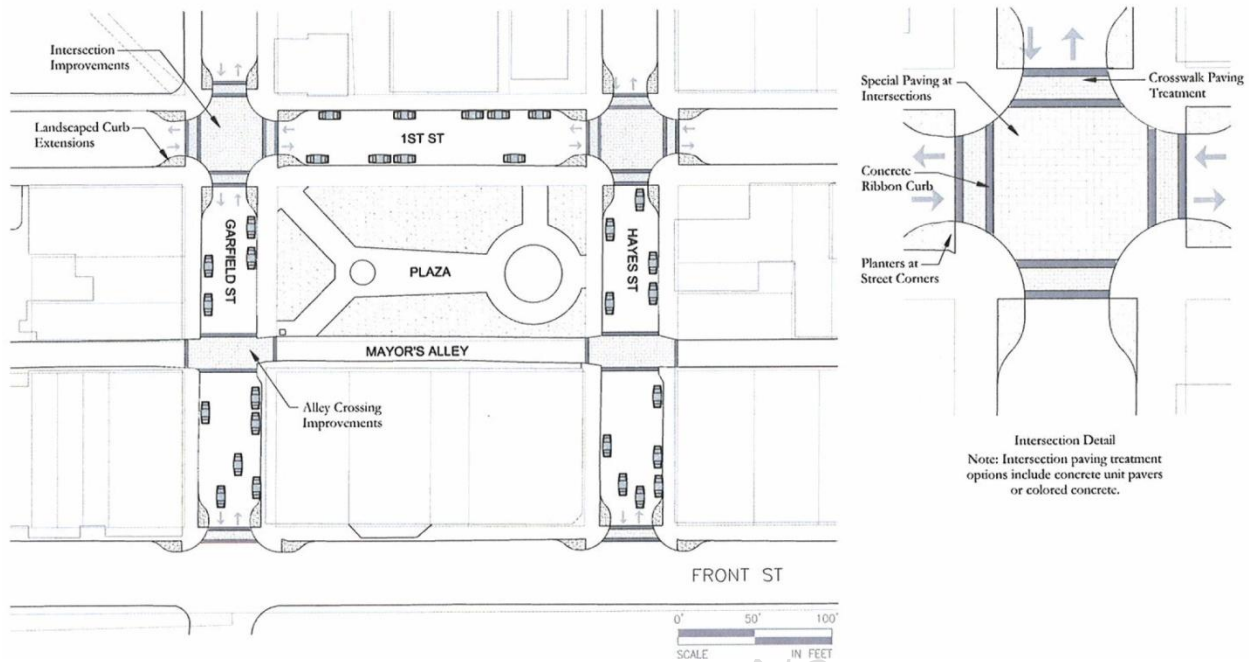 Intersection
Improvements
Landscaped Curb
Extensions
1ST ST
GARFIELD ST
PLAZA
HAYES ST
MAYOR'S ALLEY
Alley Crossing
Improvements
FRONT ST
0' 50' 100'
SCALE IN FEET
Special Paving at
Intersections
Crosswalk Paving
Treatment
Concrete
Ribbon Curb
Planters at
Street Corners
Intersection Detail
Note: Intersection paving treatment
options include concrete unit pavers
or colored concrete.